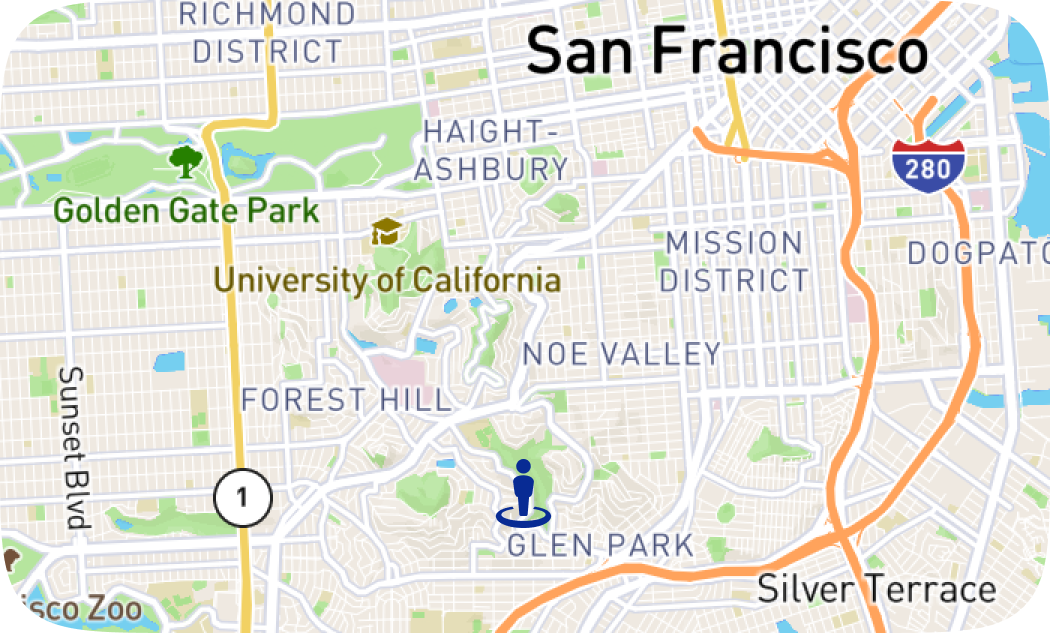 RICHMOND
DISTRICT
San Francisco
HAIGHT-
ASHBURY
280
Golden Gate Park
University of California
MISSION
DISTRICT
DOGPATC
NOE VALLEY
FOREST HILL
Sunset Blvd
1
GLEN PARK
Silver Terrace
isco Zoo